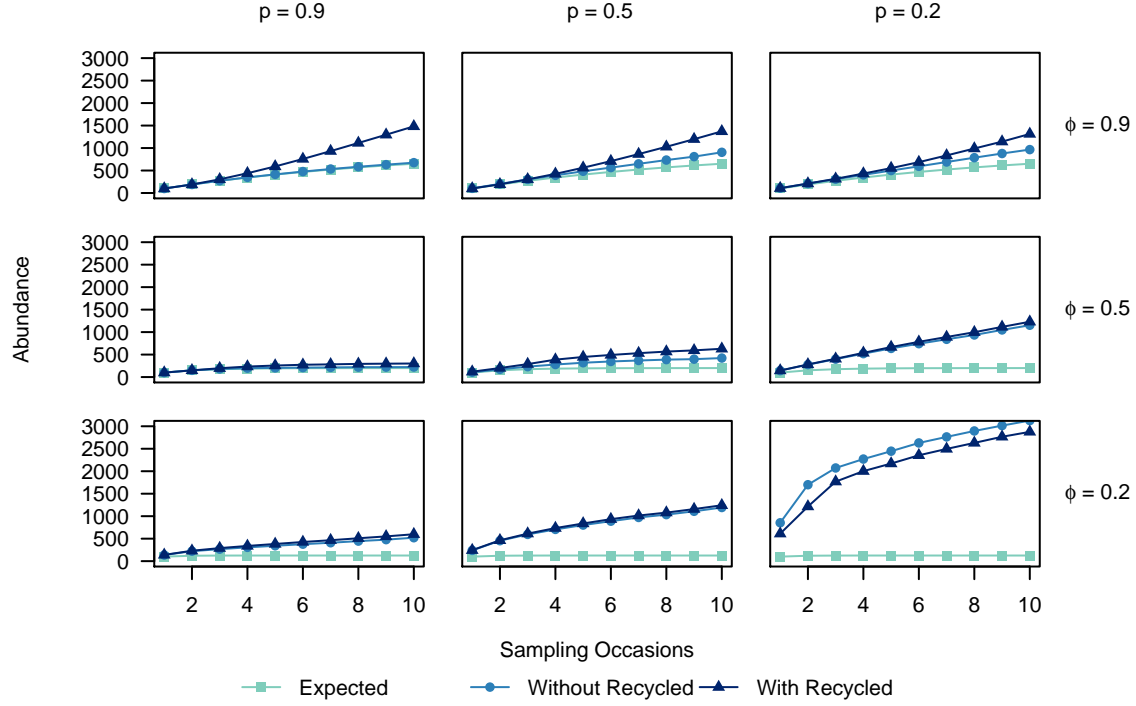 p = 0.9 p = 0.5 p = 0.2
3000
2500
2000
1500
1000
500
0
ϕ = 0.9
3000
2500
2000
1500
1000
500
0
ϕ = 0.5
Abundance
3000
2500
2000
1500
1000
500
0
ϕ = 0.2
2 4 6 8 10 2 4 6 8 10 2 4 6 8 10
Sampling Occasions
Expected Without Recycled With Recycled